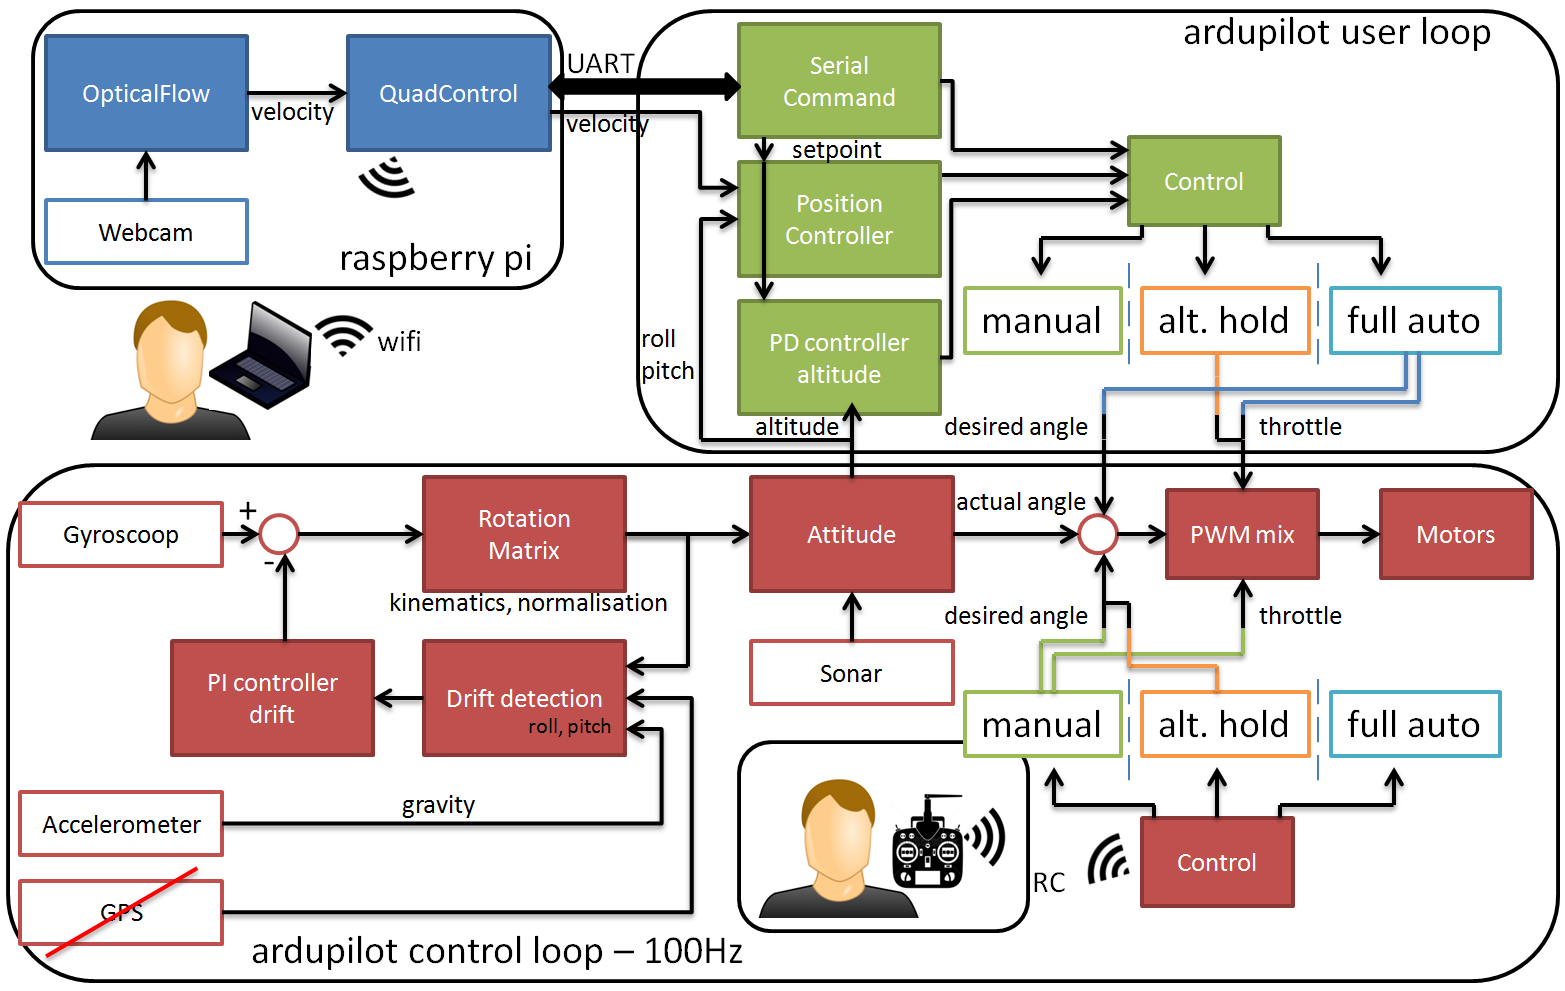 ardupilot user loop
OpticalFlow
velocity
QuadControl
UART
velocity
Webcam
raspberry pi
wifi
Serial
Command
setpoint
Position
Controller
PD controller
altitude
roll
pitch
altitude
Control
manual
alt. hold
full auto
desired angle
throttle
Gyroscoop
+
-
Rotation
Matrix
kinematics, normalisation
Attitude
actual angle
PWM mix
Motors
desired angle
throttle
PI controller
drift
Drift detection
roll, pitch
Sonar
manual
alt. hold
full auto
Accelerometer
gravity
GPS
RC
Control
ardupilot control loop – 100Hz